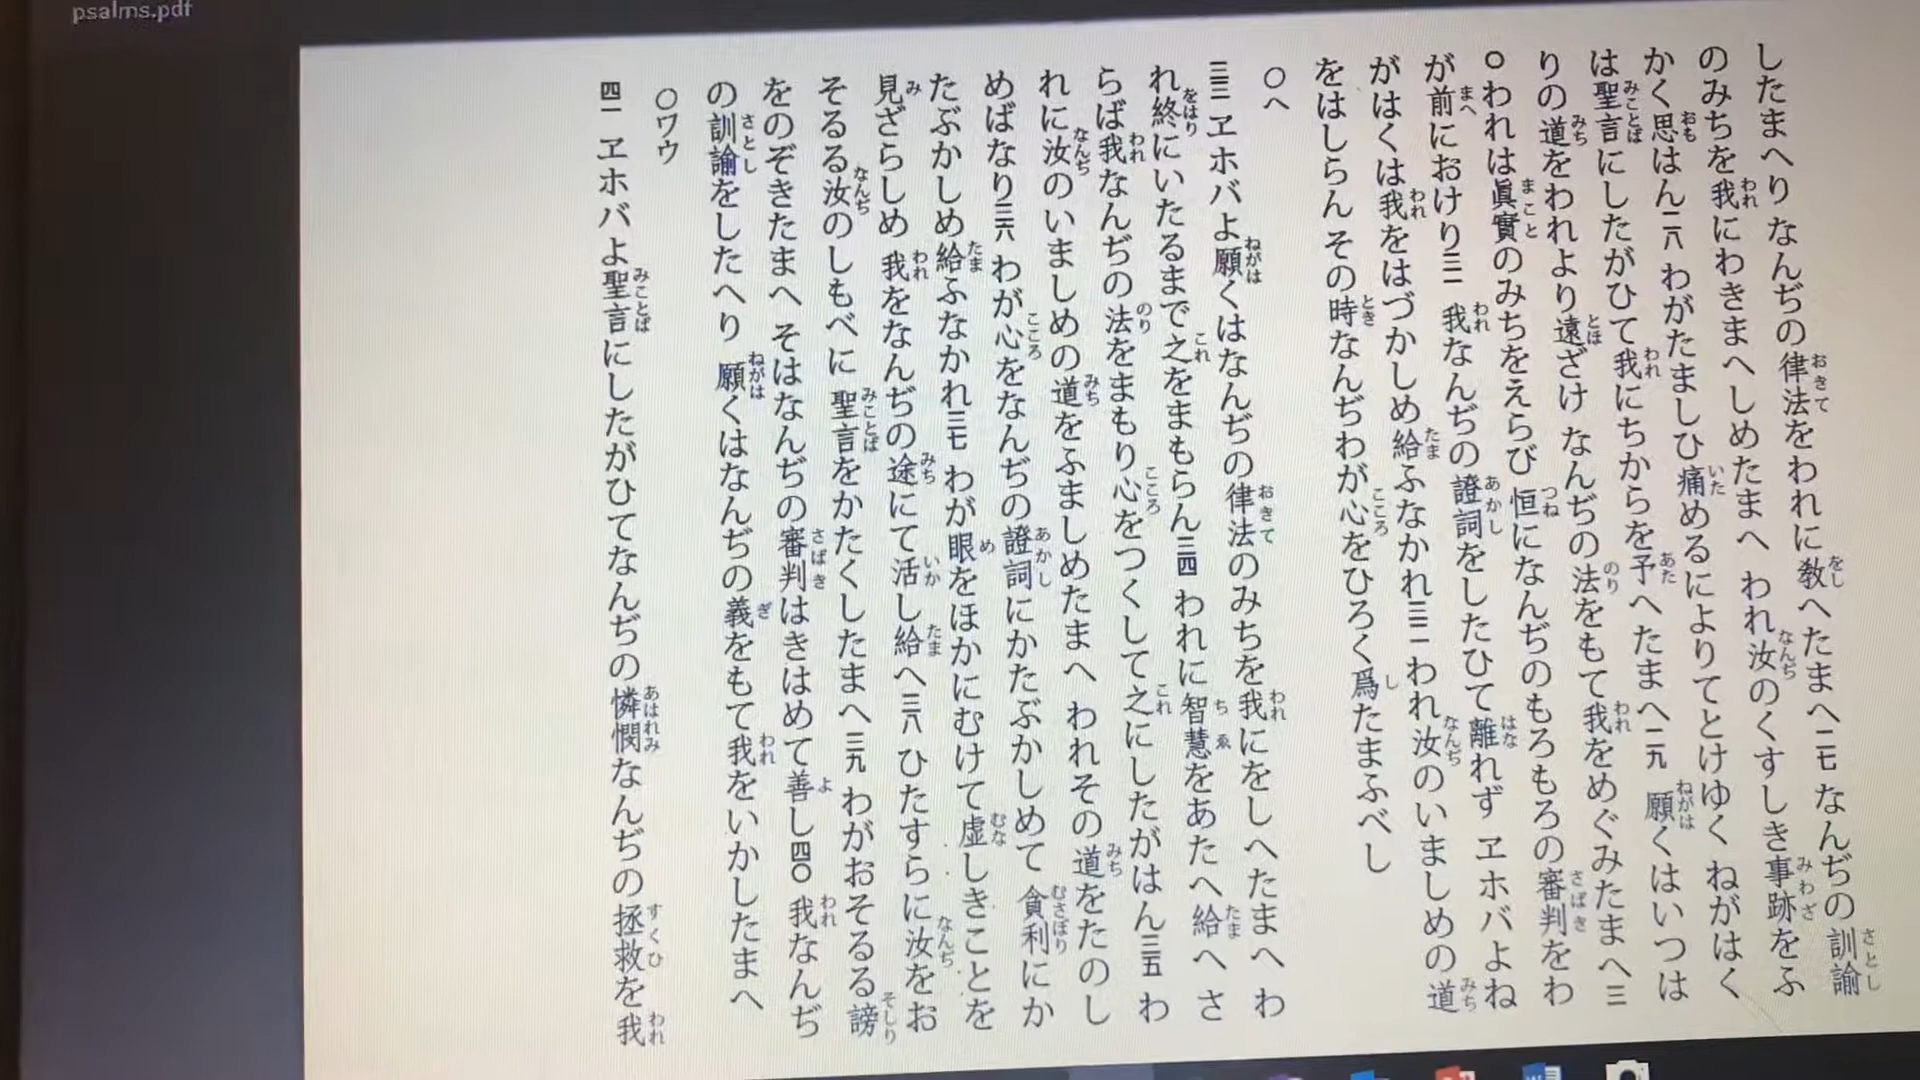 psalms.pdf
したまへりなんぢの律法をわれに敎へたまへ二七なんぢの訓諭
のみちを我にわきまへしめたまへ われ汝のくすしき事跡をふ
かく思はん二八わがたましひ痛めるによりてとけゆく ねがはく
は聖言にしたがひて我にちからを予へたまへ二九 願くはいつは
りの道をわれより遠ざけ なんぢの法をもて我をめぐみたまへ三
〇われは眞實のみちをえらび 恒になんぢのもろもろの審判をわ
が前におけり三一 我なんぢの證詞をしたひて離れず ヱホバよね
がはくは我をはづかしめ給ふなかれ三二われ汝のいましめの道
をはしらん その時なんぢわが心をひろく爲たまふべし
〇ヘ
三三ヱホバよ願くはなんぢの律法のみちを我にをしへたまへ わ
れ終にいたるまで之をまもらん三四 われに智慧をあたへ給へ さ
らば我なんぢの法をまもり心をつくして之にしたがはん三五 わ
れに汝のいましめの道をふましめたまへ われその道をたのし
めばなり三六わが心をなんぢの證詞にかたぶかしめて 貪利にか
たぶかしめ給ふなかれ三七 わが眼をほかにむけて虚しきことを
見ざらしめ 我をなんぢの途にて活し給へ三八ひたすらに汝をお
そるる汝のしもべに 聖言をかたくしたまへ三九わがおそるる謗
をのぞきたまへ そはなんぢの審判はきはめて善し四〇 我なんぢ
の訓諭をしたへり 願くはなんぢの義をもて我をいかしたまへ
〇ワウ
四一 ヱホバよ聖言にしたがひてなんぢの憐憫なんぢの拯救を我